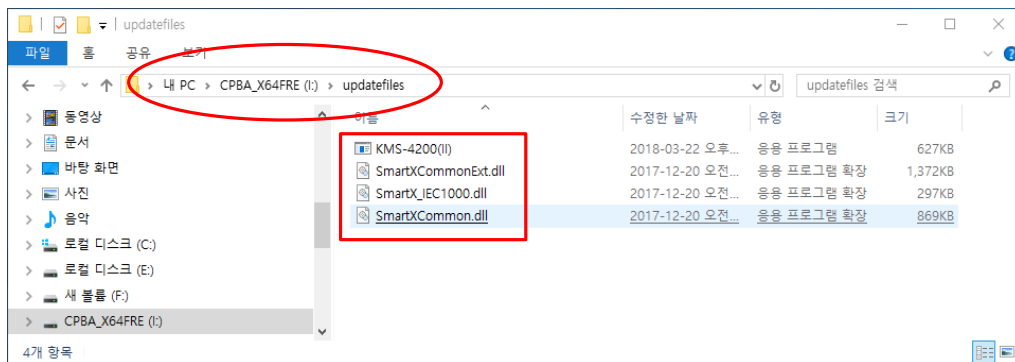 updatefiles
파일 홈 공유 보기
내 PC > CPBA_X64FRE (I:) > updatefiles
updatefiles 검색
동영상
문서
바탕 화면
사진
음악
로컬 디스크 (C:)
로컬 디스크 (E:)
새 볼륨 (F:)
CPBA_X64FRE (I:)
이름 수정한 날짜 유형 크기
KMS-4200(II) 2018-03-22 오후... 응용 프로그램 627KB
SmartXCommonExt.dll 2017-12-20 오전... 응용 프로그램 확장 1,372KB
SmartX_IEC1000.dll 2017-12-20 오전... 응용 프로그램 확장 297KB
SmartXCommon.dll 2017-12-20 오전... 응용 프로그램 확장 869KB
4개 항목